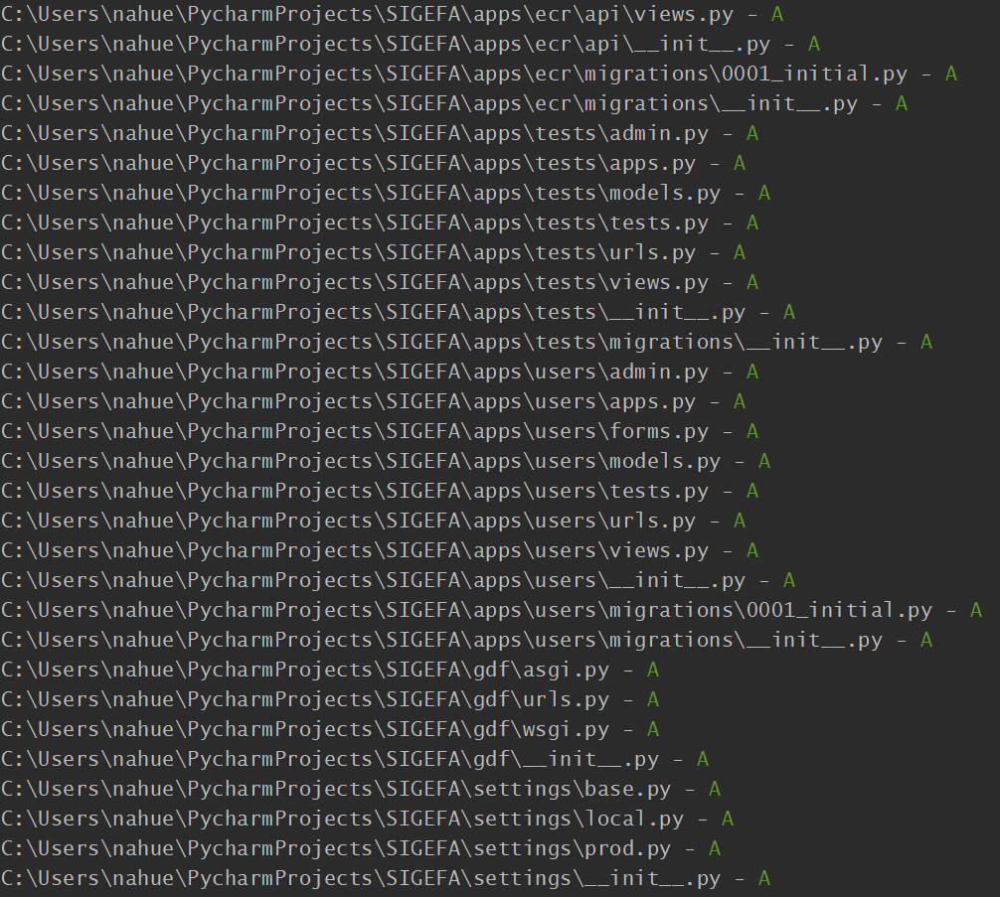 C:\Users\nahue\PycharmProjects\SIGEFA\apps\ecr\api\views.py - A
C:\Users\nahue\PycharmProjects\SIGEFA\apps\ecr\api\__init__.py - A
C:\Users\nahue\PycharmProjects\SIGEFA\apps\ecr\migrations\0001_initial.py - A
C:\Users\nahue\PycharmProjects\SIGEFA\apps\ecr\migrations\__init__.py - A
C:\Users\nahue\PycharmProjects\SIGEFA\apps\tests\admin.py - A
C:\Users\nahue\PycharmProjects\SIGEFA\apps\tests\apps.py - A
C:\Users\nahue\PycharmProjects\SIGEFA\apps\tests\models.py - A
C:\Users\nahue\PycharmProjects\SIGEFA\apps\tests\tests.py - A
C:\Users\nahue\PycharmProjects\SIGEFA\apps\tests\urls.py - A
C:\Users\nahue\PycharmProjects\SIGEFA\apps\tests\views.py - A
C:\Users\nahue\PycharmProjects\SIGEFA\apps\tests\__init__.py - A
C:\Users\nahue\PycharmProjects\SIGEFA\apps\tests\migrations\__init__.py - A
C:\Users\nahue\PycharmProjects\SIGEFA\apps\users\admin.py - A
C:\Users\nahue\PycharmProjects\SIGEFA\apps\users\apps.py - A
C:\Users\nahue\PycharmProjects\SIGEFA\apps\users\forms.py - A
C:\Users\nahue\PycharmProjects\SIGEFA\apps\users\models.py - A
C:\Users\nahue\PycharmProjects\SIGEFA\apps\users\tests.py - A
C:\Users\nahue\PycharmProjects\SIGEFA\apps\users\urls.py - A
C:\Users\nahue\PycharmProjects\SIGEFA\apps\users\views.py - A
C:\Users\nahue\PycharmProjects\SIGEFA\apps\users\__init__.py - A
C:\Users\nahue\PycharmProjects\SIGEFA\apps\users\migrations\0001_initial.py - A
C:\Users\nahue\PycharmProjects\SIGEFA\apps\users\migrations\__init__.py - A
C:\Users\nahue\PycharmProjects\SIGEFA\gdf\asgi.py - A
C:\Users\nahue\PycharmProjects\SIGEFA\gdf\urls.py - A
C:\Users\nahue\PycharmProjects\SIGEFA\gdf\wsgi.py - A
C:\Users\nahue\PycharmProjects\SIGEFA\gdf\__init__.py - A
C:\Users\nahue\PycharmProjects\SIGEFA\settings\base.py - A
C:\Users\nahue\PycharmProjects\SIGEFA\settings\local.py - A
C:\Users\nahue\PycharmProjects\SIGEFA\settings\prod.py - A
C:\Users\nahue\PycharmProjects\SIGEFA\settings\__init__.py - A